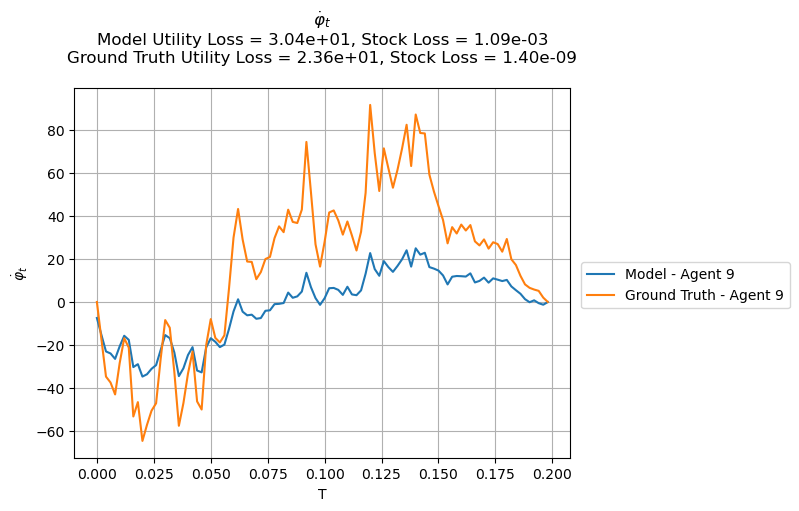 φ̇ₜ
Model Utility Loss = 3.04e+01, Stock Loss = 1.09e-03
Ground Truth Utility Loss = 2.36e+01, Stock Loss = 1.40e-09
80
60
40
20
0
−20
−40
−60
φ̇ₜ
0.000 0.025 0.050 0.075 0.100 0.125 0.150 0.175 0.200
T
Model - Agent 9
Ground Truth - Agent 9